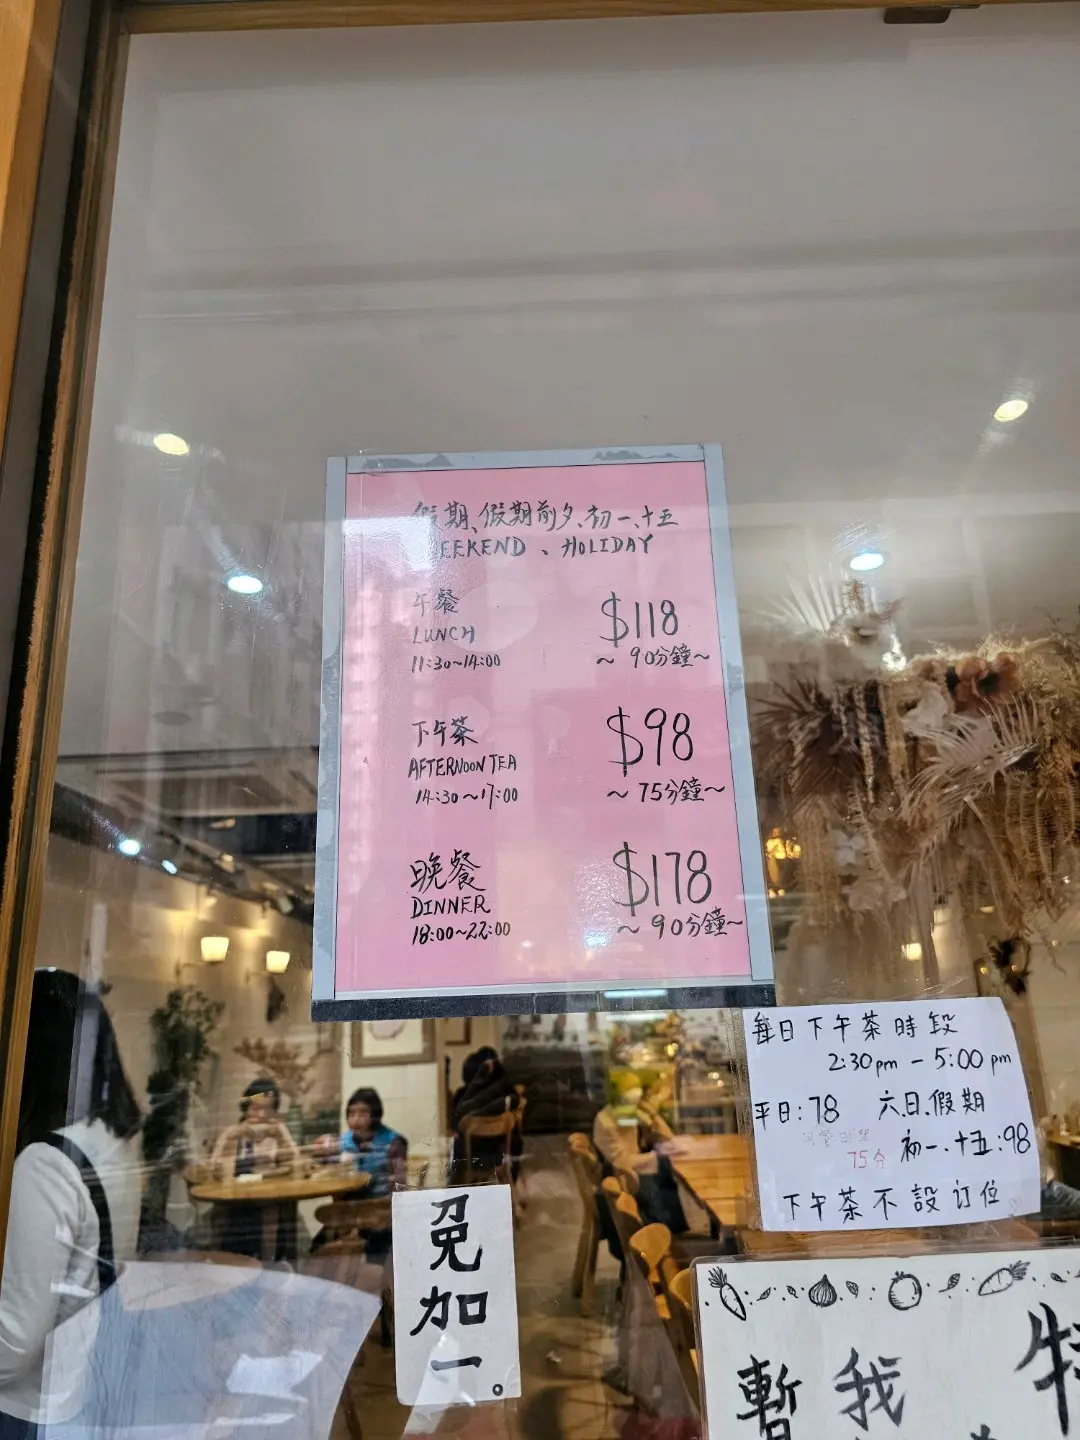 假期、假期前夕、初一、十五
WEEKEND、HOLIDAY
午餐
LUNCH
11:30~14:00
$118
~ 90分鐘~
下午茶
AFTERNOON TEA
14:30~17:00
$98
~ 75分鐘~
晚餐
DINNER
18:00~22:00
$178
~ 90分鐘~
每日下午茶時段
2:30pm - 5:00pm
平日:78 六.日.假期
75分 初一.十五:98
下午茶不設订位
免加一。
暫 我